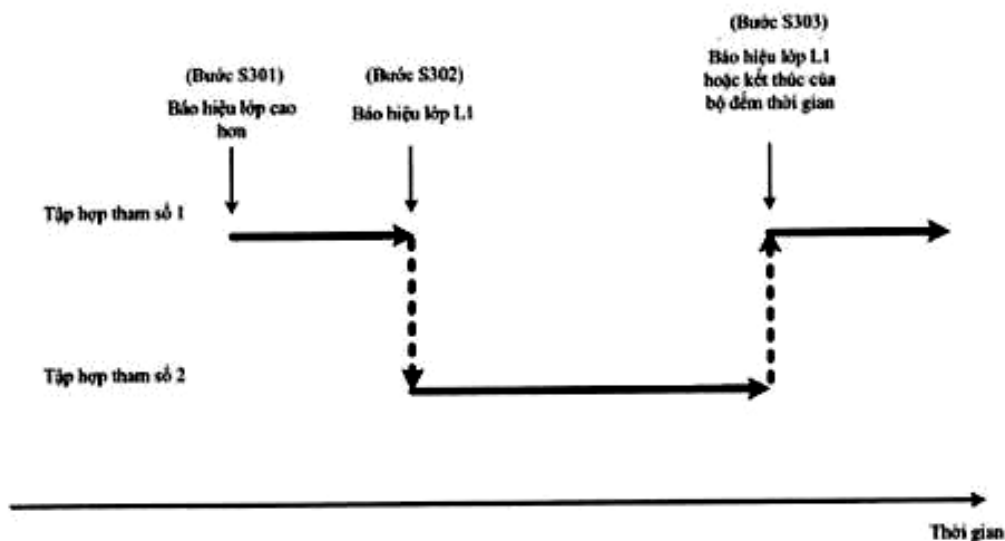 (Bước S303)
Báo hiệu lớp L1
hoặc kết thúc của
bộ đếm thời gian
(Bước S301)
Báo hiệu lớp cao
hơn
(Bước S302)
Báo hiệu lớp L1
Tập hợp tham số 1
Tập hợp tham số 2
Thời gian